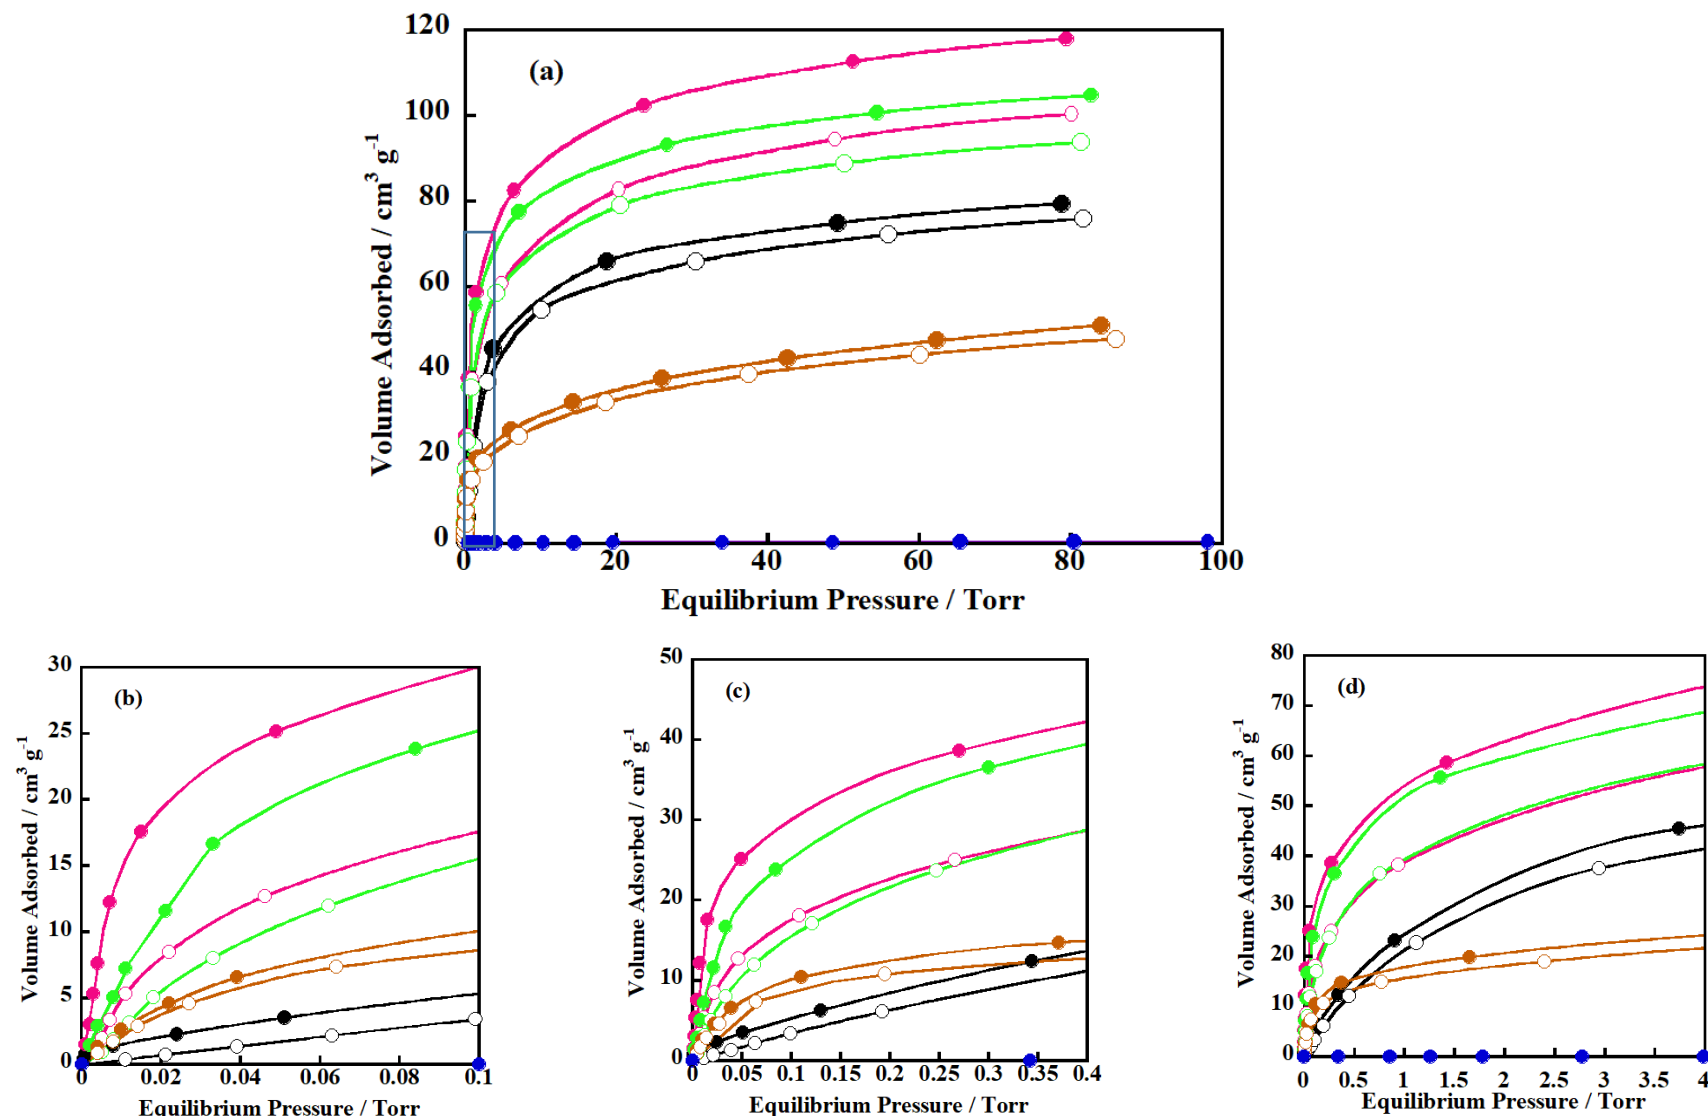 (a)
Volume Adsorbed / cm³ g⁻¹
120
100
80
60
40
20
0
0 20 40 60 80 100
Equilibrium Pressure / Torr
(b)
Volume Adsorbed / cm³ g⁻¹
30
25
20
15
10
5
0
0 0.02 0.04 0.06 0.08 0.1
Equilibrium Pressure / Torr
(c)
Volume Adsorbed / cm³ g⁻¹
50
40
30
20
10
0
0 0.05 0.1 0.15 0.2 0.25 0.3 0.35 0.4
Equilibrium Pressure / Torr
(d)
Volume Adsorbed / cm³ g⁻¹
80
70
60
50
40
30
20
10
0
0 0.5 1 1.5 2 2.5 3 3.5 4
Equilibrium Pressure / Torr